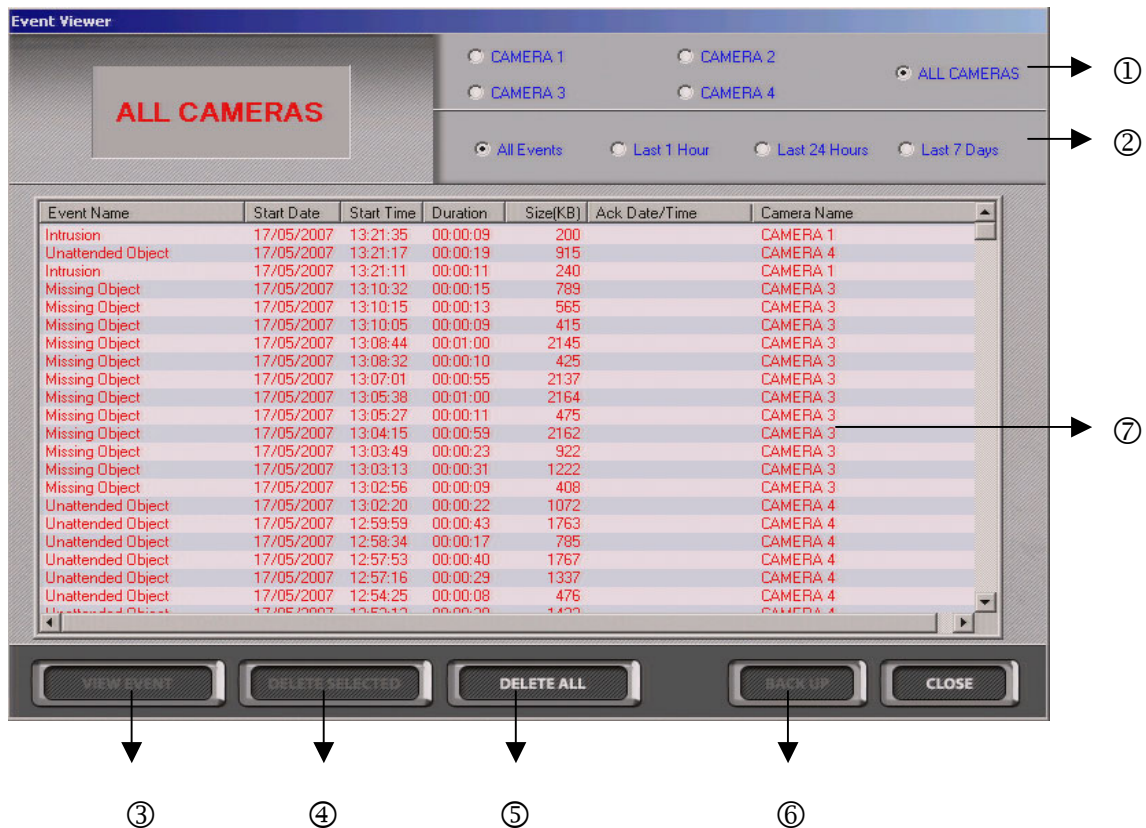 Event Viewer
CAMERA 1 CAMERA 2
ALL CAMERAS ①
CAMERA 3 CAMERA 4
ALL CAMERAS
All Events Last 1 Hour Last 24 Hours Last 7 Days ②
Event Name Start Date Start Time Duration Size(KB) Ack Date/Time Camera Name
Intrusion 17/05/2007 13:21:35 00:00:09 200 CAMERA 1
Unattended Object 17/05/2007 13:21:17 00:00:19 915 CAMERA 4
Intrusion 17/05/2007 13:21:11 00:00:11 240 CAMERA 1
Missing Object 17/05/2007 13:10:32 00:00:15 789 CAMERA 3
Missing Object 17/05/2007 13:10:15 00:00:13 565 CAMERA 3
Missing Object 17/05/2007 13:10:05 00:00:09 415 CAMERA 3
Missing Object 17/05/2007 13:08:44 00:01:00 2145 CAMERA 3
Missing Object 17/05/2007 13:08:32 00:00:10 425 CAMERA 3
Missing Object 17/05/2007 13:07:01 00:00:55 2137 CAMERA 3
Missing Object 17/05/2007 13:05:38 00:01:00 2164 CAMERA 3
Missing Object 17/05/2007 13:05:27 00:00:11 475 CAMERA 3
Missing Object 17/05/2007 13:04:15 00:00:59 2162 CAMERA 3 ⑦
Missing Object 17/05/2007 13:03:49 00:00:23 922 CAMERA 3
Missing Object 17/05/2007 13:03:13 00:00:31 1222 CAMERA 3
Missing Object 17/05/2007 13:02:56 00:00:09 408 CAMERA 3
Unattended Object 17/05/2007 13:02:20 00:00:22 1072 CAMERA 4
Unattended Object 17/05/2007 12:59:59 00:00:43 1763 CAMERA 4
Unattended Object 17/05/2007 12:58:34 00:00:17 785 CAMERA 4
Unattended Object 17/05/2007 12:57:53 00:00:40 1767 CAMERA 4
Unattended Object 17/05/2007 12:57:16 00:00:29 1337 CAMERA 4
Unattended Object 17/05/2007 12:54:25 00:00:08 476 CAMERA 4
Unattended Object 17/05/2007 CAMERA 4
VIEW EVENT DELETE SELECTED DELETE ALL BACK UP CLOSE
③ ④ ⑤ ⑥